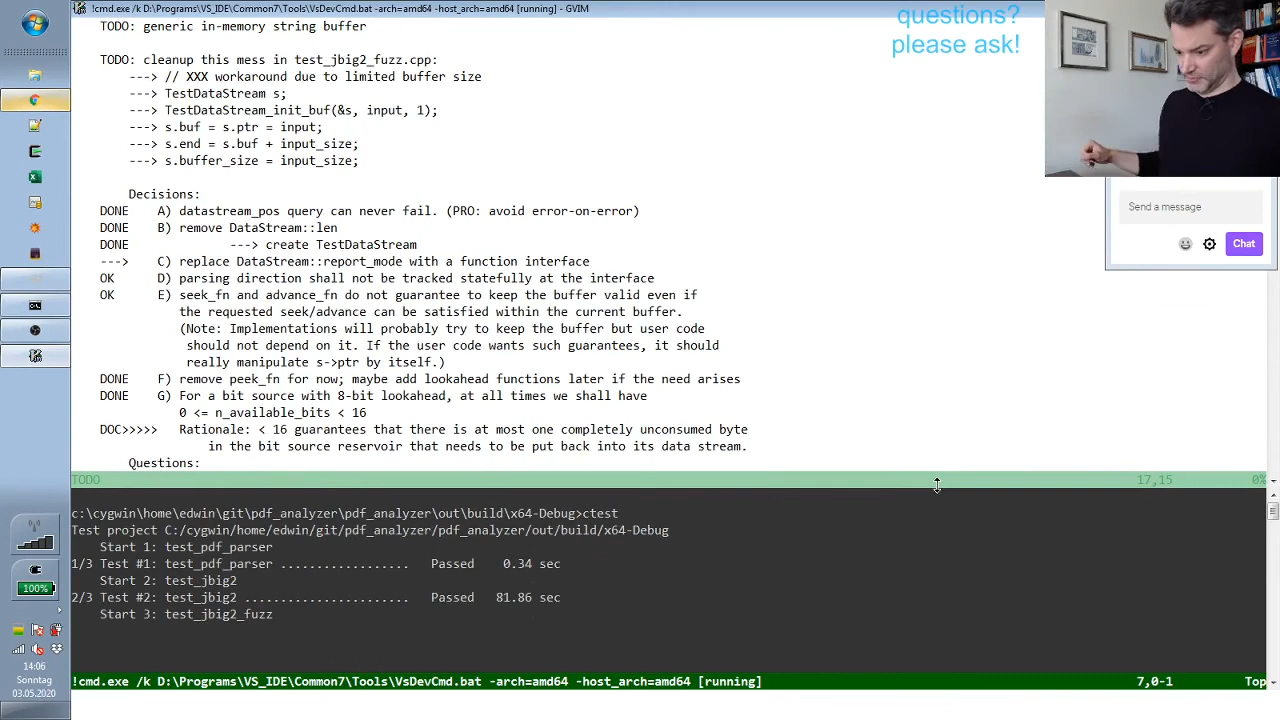 !cmd.exe /k D:\Programs\VS_IDE\Common7\Tools\VsDevCmd.bat -arch=amd64 -host_arch=amd64 [running] - GVIM
questions?
please ask!
TODO: generic in-memory string buffer
TODO: cleanup this mess in test_jbig2_fuzz.cpp:
---> // XXX workaround due to limited buffer size
---> TestDataStream s;
---> TestDataStream_init_buf(&s, input, 1);
---> s.buf = s.ptr = input;
---> s.end = s.buf + input_size;
---> s.buffer_size = input_size;
Decisions:
DONE A) datastream_pos query can never fail. (PRO: avoid error-on-error)
DONE B) remove DataStream::len
DONE ---> create TestDataStream
---> C) replace DataStream::report_mode with a function interface
OK D) parsing direction shall not be tracked statefully at the interface
OK E) seek_fn and advance_fn do not guarantee to keep the buffer valid even if
the requested seek/advance can be satisfied within the current buffer.
(Note: Implementations will probably try to keep the buffer but user code
should not depend on it. If the user code wants such guarantees, it should
really manipulate s->ptr by itself.)
DONE F) remove peek_fn for now; maybe add lookahead functions later if the need arises
DONE G) For a bit source with 8-bit lookahead, at all times we shall have
0 <= n_available_bits < 16
DOC>>>>> Rationale: < 16 guarantees that there is at most one completely unconsumed byte
in the bit source reservoir that needs to be put back into its data stream.
Questions:
TODO 17,15 0%
c:\cygwin\home\edwin\git\pdf_analyzer\pdf_analyzer\out\build\x64-Debug>ctest
Test project C:/cygwin/home/edwin/git/pdf_analyzer/pdf_analyzer/out/build/x64-Debug
Start 1: test_pdf_parser
1/3 Test #1: test_pdf_parser .................. Passed 0.34 sec
Start 2: test_jbig2
2/3 Test #2: test_jbig2 ....................... Passed 81.86 sec
Start 3: test_jbig2_fuzz
!cmd.exe /k D:\Programs\VS_IDE\Common7\Tools\VsDevCmd.bat -arch=amd64 -host_arch=amd64 [running] 7,0-1 Top
Send a message
Chat
100%
14:06
Sonntag
03.05.2020